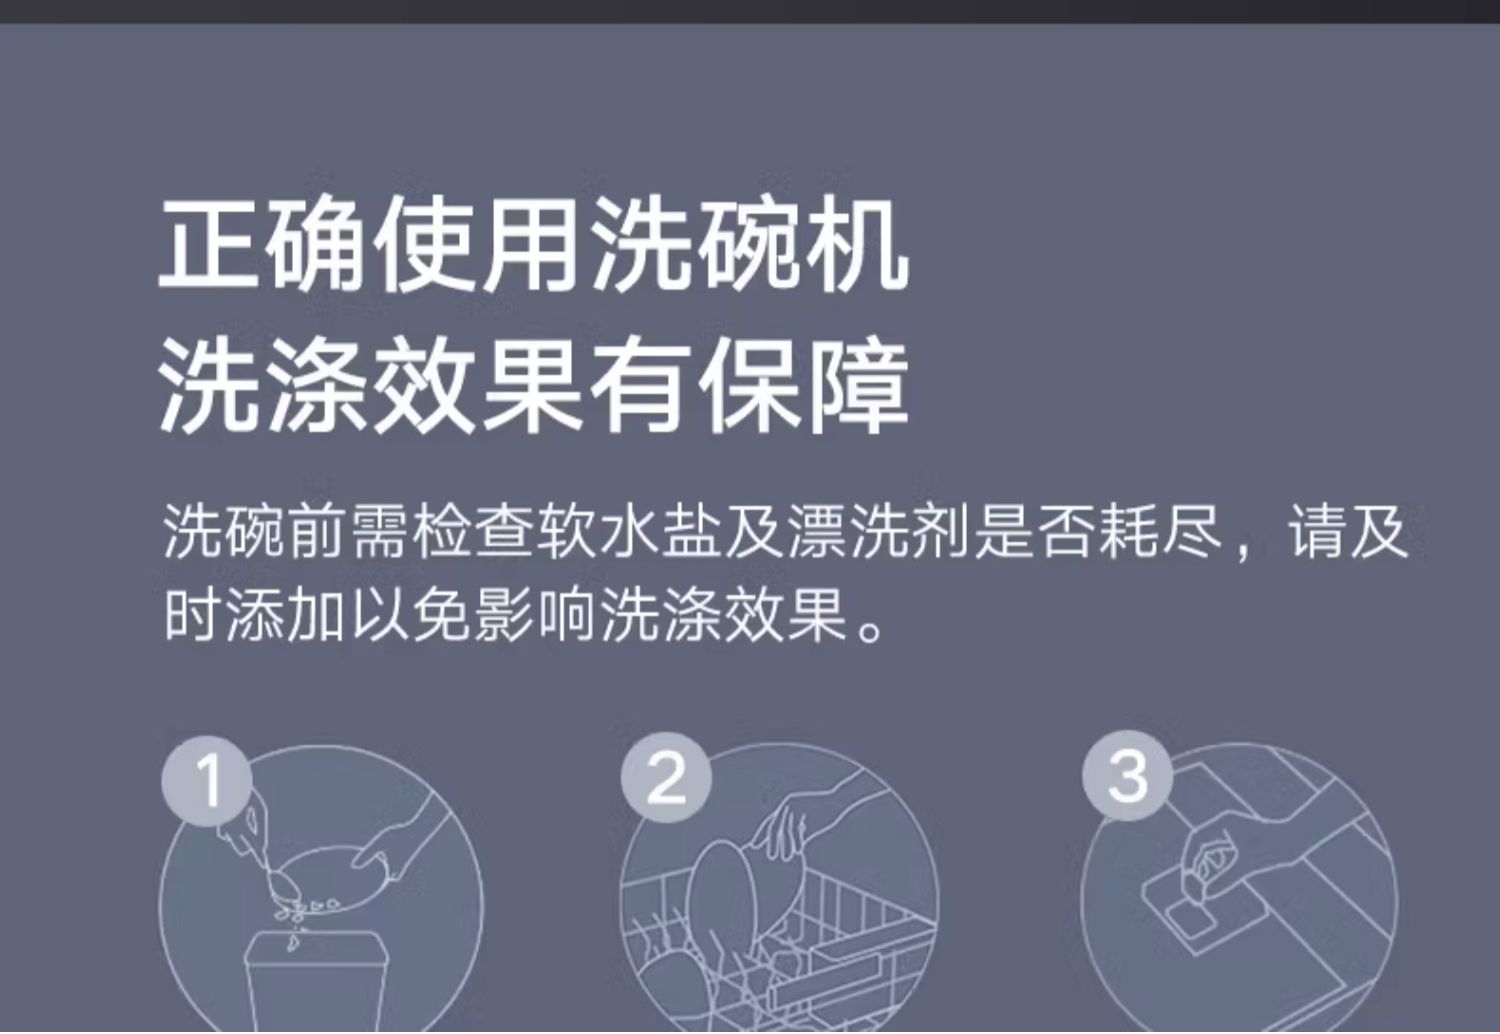 正确使用洗碗机
洗涤效果有保障
洗碗前需检查软水盐及漂洗剂是否耗尽，请及
时添加以免影响洗涤效果。
1
2
3